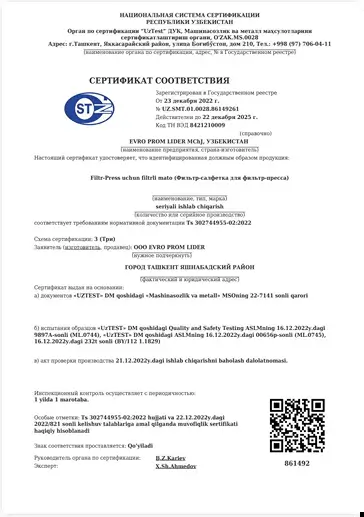 НАЦИОНАЛЬНАЯ СИСТЕМА СЕРТИФИКАЦИИ
РЕСПУБЛИКИ УЗБЕКИСТАН
Орган по сертификации "UzTest" ДУК, Машинасозлик ва металл махсулотларни
сертификатлаштириш органи, O'ZAK.MS.0028
Адрес: г.Ташкент, Яккасарайский район, улица Богибўстон, дом 210, Тел.: +998 (97) 706-04-11
(наименование органа по сертификации, адрес, № в Государственном реестре)
СЕРТИФИКАТ СООТВЕТСТВИЯ
Зарегистрирован в Государственном реестре
От 23 декабря 2022 г.
№ UZ.SMT.01.0028.86149261
Действителен до 22 декабря 2025 г.
Код ТН ВЭД 8421210009
(справочно)
EVRO PROM LIDER MChJ, УЗБЕКИСТАН
(наименование предприятия, страна-изготовитель)
Настоящий сертификат удостоверяет, что идентифицированная должным образом продукция:
Filtr-Press uchun filtrli mato (Фильтр-салфетка для фильтр-пресса)
(наименование, тип, марка)
seriyali ishlab chiqarish
(количество или серийное производство)
соответствует требованиям нормативной документации Ts 302744955-02:2022
Схема сертификации: 3 (Три)
Заявитель (изготовитель, продавец): ООО EVRO PROM LIDER
(нужное подчеркнуть)
ГОРОД ТАШКЕНТ ЯШНАБАДСКИЙ РАЙОН
(фактический и юридический адрес)
Сертификат выдан на основании:
а) документов «UZTEST» DM qoshidagi «Mashinasozlik va metall» MSOning 22-7141 sonli qarori
б) испытания образцов «UzTEST» DM qoshidagi Quality and Safety Testing ASLMning 16.12.2022y.dagi
9897A-sonli (ML.0744), «UZTEST» DM qoshidagi ASLMning 16.12.2022y.dagi 00656p-sonli (ML.0745),
16.12.2022y.dagi 232t sonli (BY/112 1.1829)
в) акт проверки производства 21.12.2022y.dagi ishlab chiqarishni baholash dalolatnomasi.
Инспекционный контроль осуществляет с периодичностью:
1 yilda 1 marotaba.
Особые отметки: Ts 302744955-02:2022 hujjati va 22.12.2022y.dagi
2022/821 sonli kelishuv talablariga amal qilganda muvofiqlik sertifikati
haqiqiy hisoblanadi
Знак соответствия проставляется: Qo'yiladi
Руководитель органа по сертификации: B.Z.Kariev
Эксперт: X.Sh.Ahmedov
861492